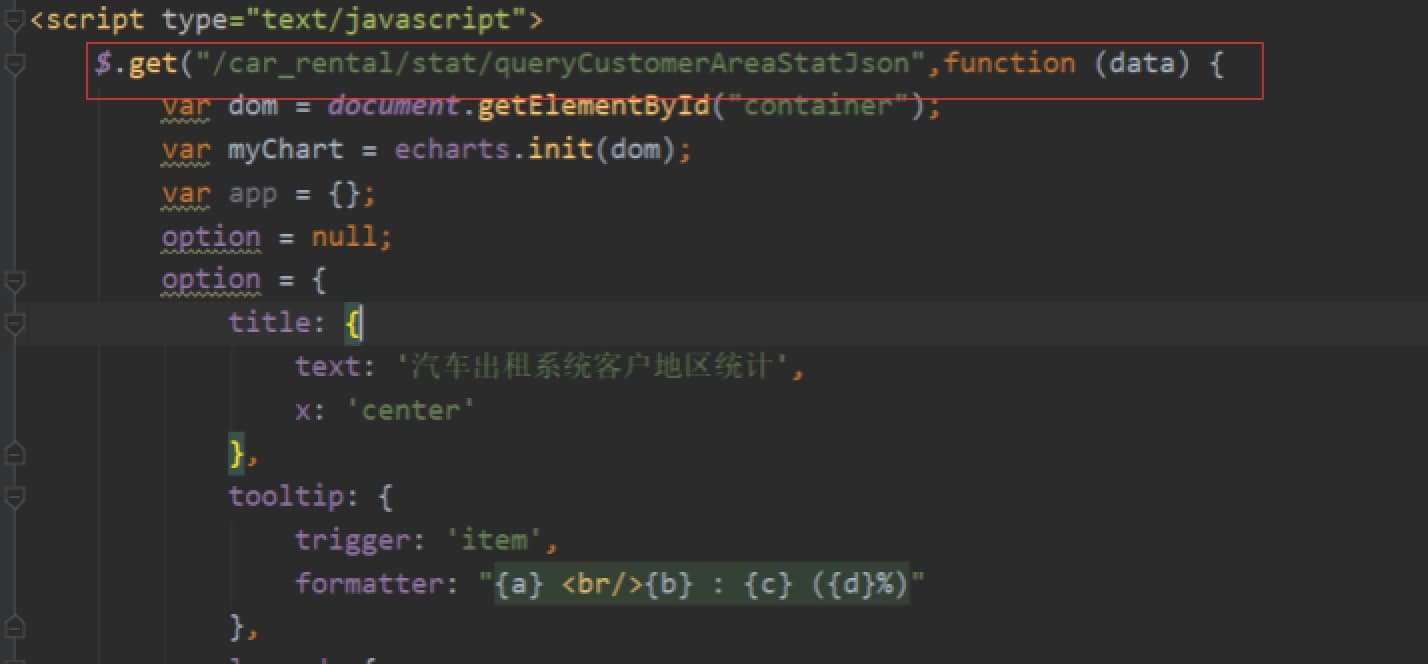 <script type="text/javascript">
$.get("/car_rental/stat/queryCustomerAreaStatJson",function (data) {
var dom = document.getElementById("container");
var myChart = echarts.init(dom);
var app = {};
option = null;
option = {
title: {
text: '汽车出租系统客户地区统计',
x: 'center'
},
tooltip: {
trigger: 'item',
formatter: "{a} <br/>{b} : {c} ({d}%)"
},